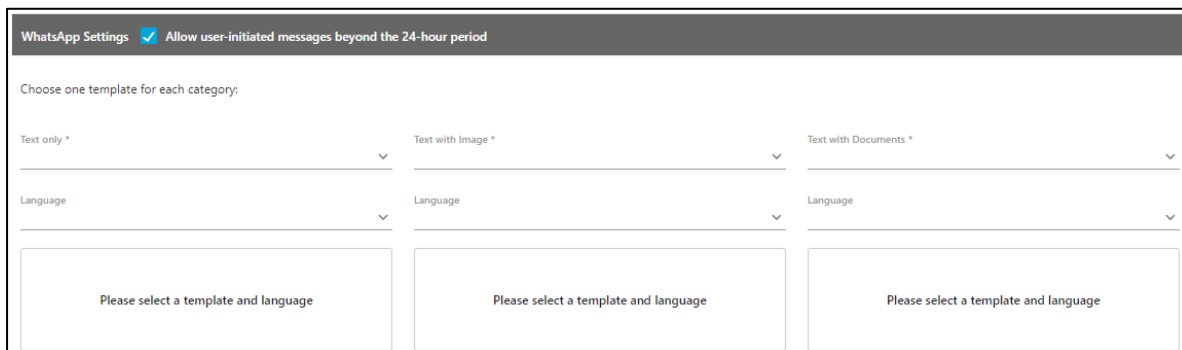 WhatsApp Settings Allow user-initiated messages beyond the 24-hour period
Choose one template for each category:
Text only * Text with Image * Text with Documents *
Language Language Language
Please select a template and language Please select a template and language Please select a template and language